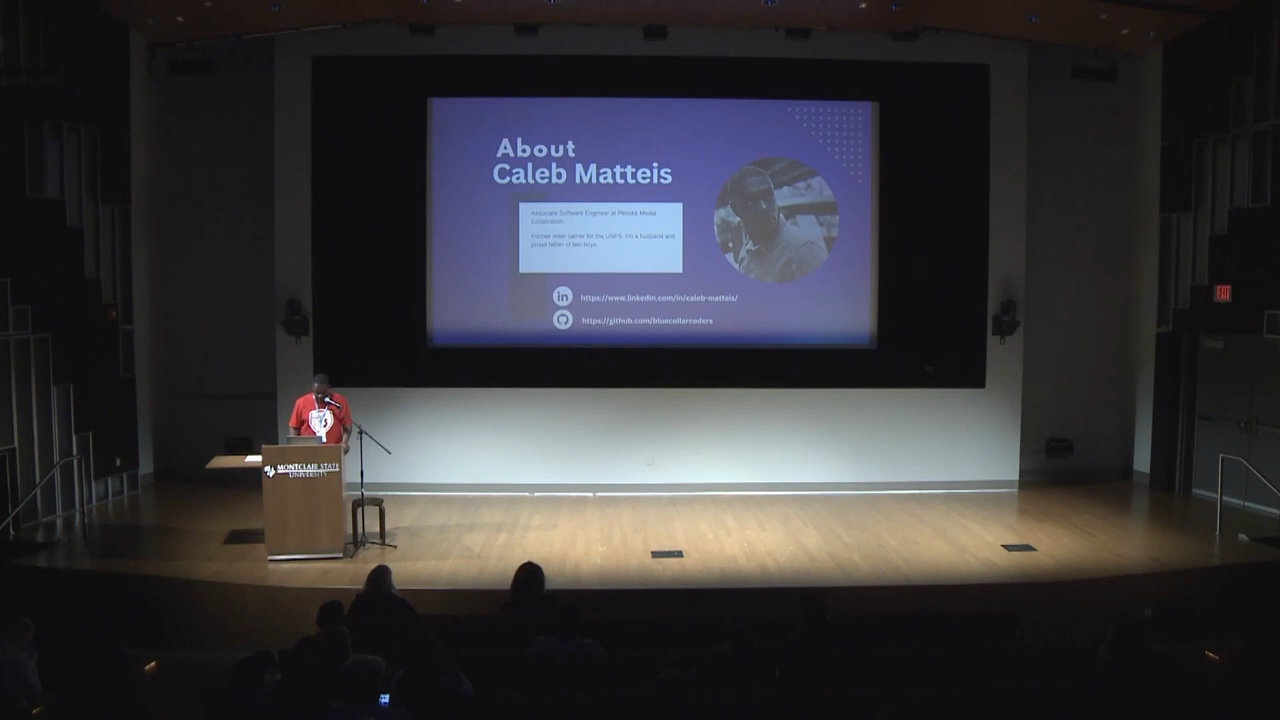 About
Caleb Matteis
Associate Software Engineer at Penske Media
Corporation
Former letter carrier for the USPS. I'm a husband and
proud father of two boys.
in
https://www.linkedin.com/in/caleb-matteis/
https://github.com/bluecollarcoders
EXIT
MONTCLAIR STATE
UNIVERSITY